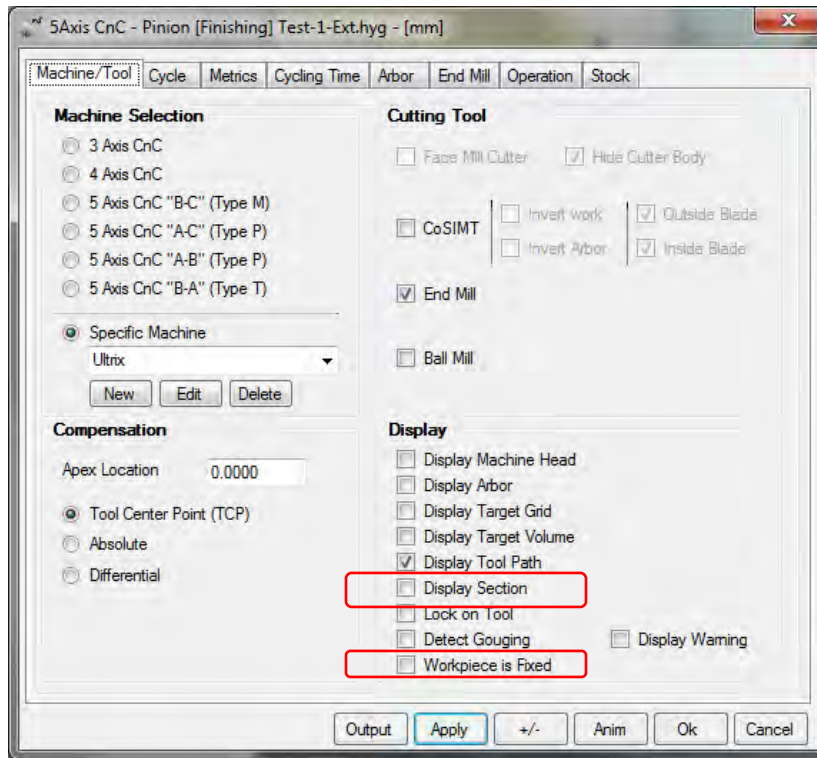 5Axis CnC - Pinion [Finishing] Test-1-Ext.hyg - [mm]
Machine/Tool Cycle Metrics Cycling Time Arbor End Mill Operation Stock
Machine Selection
3 Axis CnC
4 Axis CnC
5 Axis CnC "B-C" (Type M)
5 Axis CnC "A-C" (Type P)
5 Axis CnC "A-B" (Type P)
5 Axis CnC "B-A" (Type T)
Specific Machine
Ultrix
New Edit Delete
Compensation
Apex Location 0.0000
Tool Center Point (TCP)
Absolute
Differential
Cutting Tool
Face Mill Cutter Hide Cutter Body
CoSIMT Invert work Outside Blade
Invert Arbor Inside Blade
End Mill
Ball Mill
Display
Display Machine Head
Display Arbor
Display Target Grid
Display Target Volume
Display Tool Path
Display Section
Lock on Tool
Detect Gouging Display Warning
Workpiece is Fixed
Output Apply +/- Anim Ok Cancel